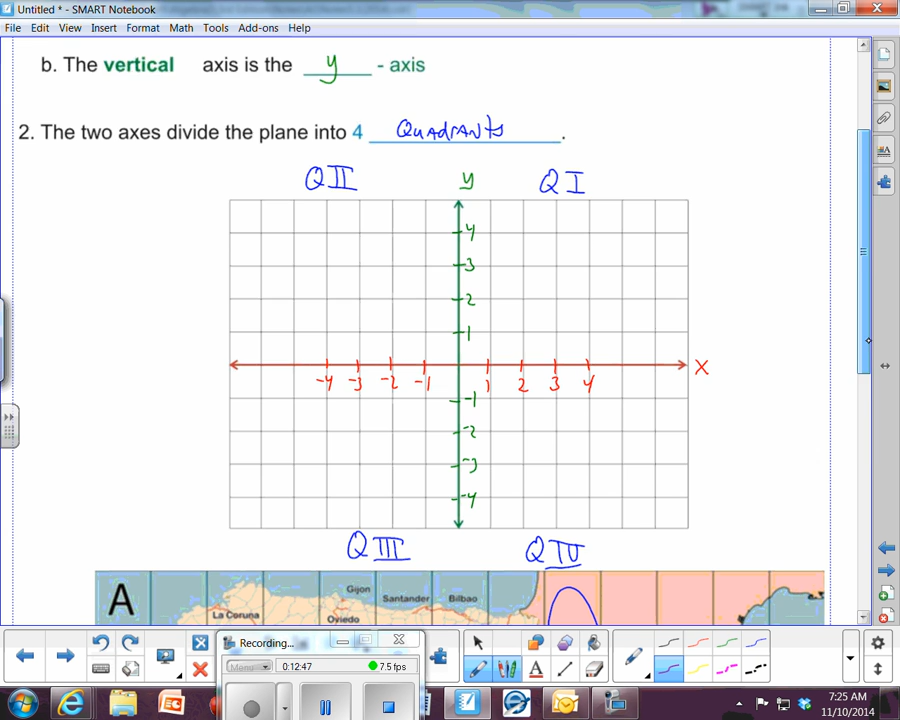 Untitled * - SMART Notebook
File Edit View Insert Format Math Tools Add-ons Help
b. The vertical axis is the y - axis
2. The two axes divide the plane into 4 Quadrants.
QII y QI
4
3
2
1
-4 -3 -2 -1 1 2 3 4 X
-1
-2
-3
-4
QIII QIV
A
Gijon
Santander Bilbao
La Coruna
Oviedo
Recording...
Menu 0:12:47 7.5 fps
A
7:25 AM
11/10/2014